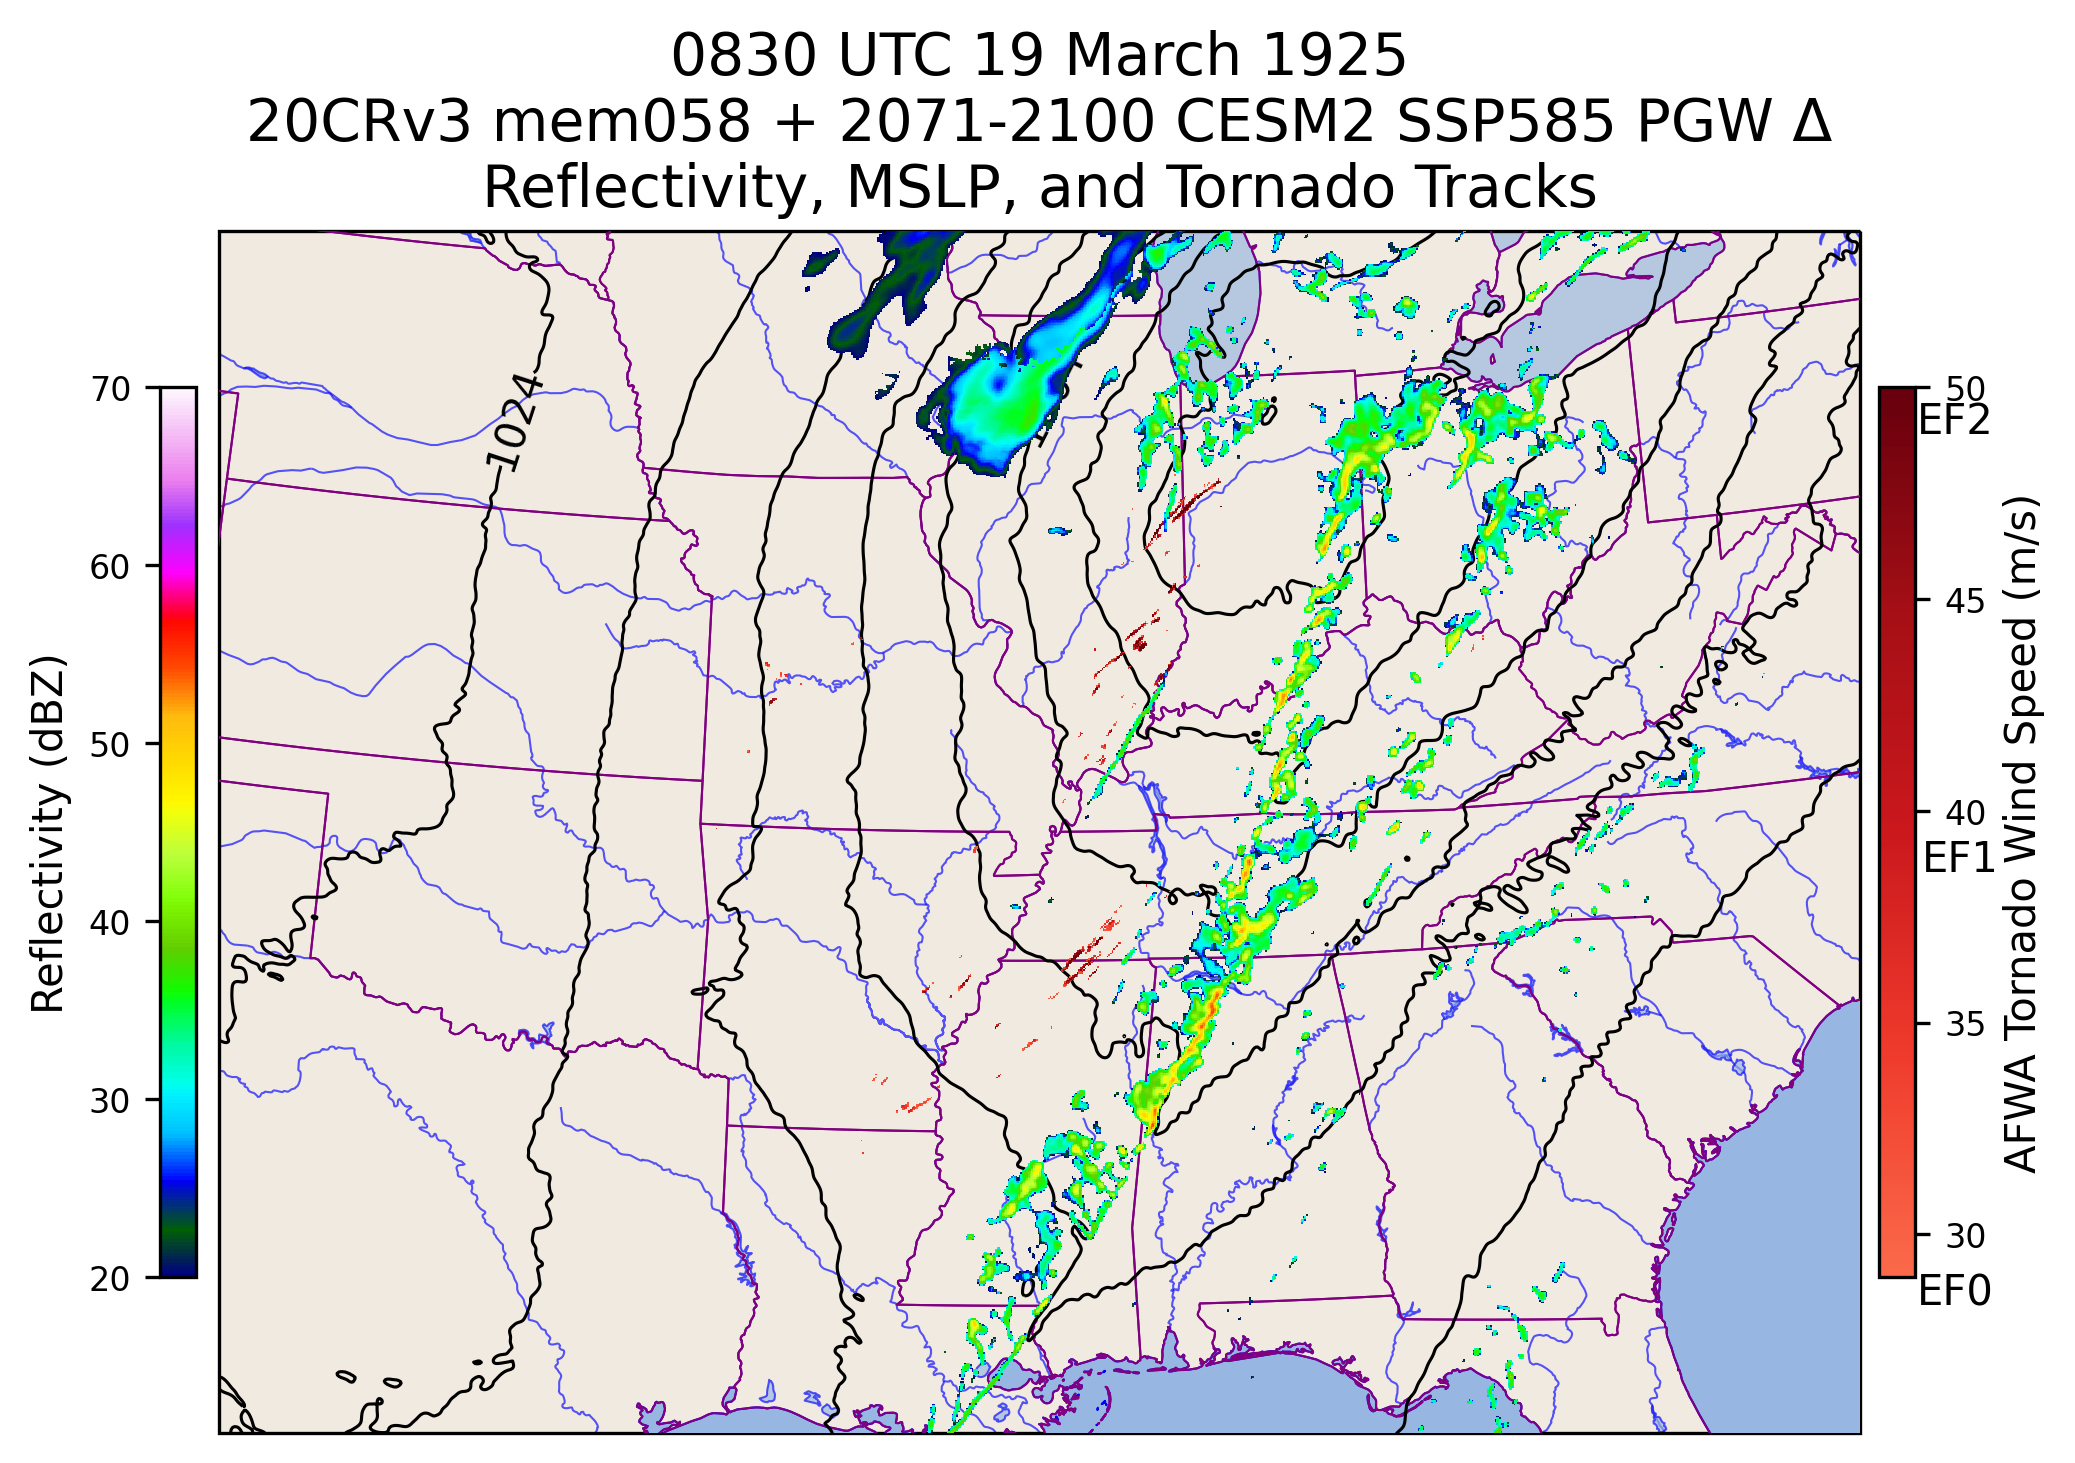 0830 UTC 19 March 1925
20CRv3 mem058 + 2071-2100 CESM2 SSP585 PGW Δ
Reflectivity, MSLP, and Tornado Tracks
1024
70
60
50
40
30
20
Reflectivity (dBZ)
50
EF2
45
40
EF1
35
30
EF0
AFWA Tornado Wind Speed (m/s)